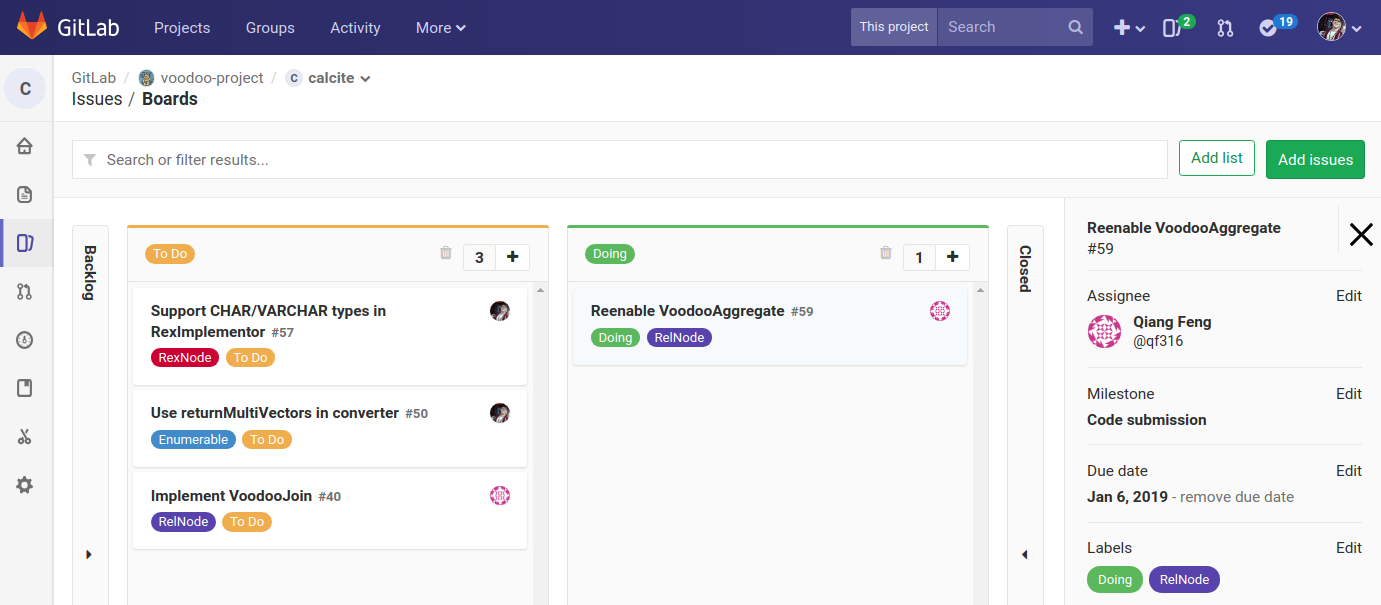 GitLab Projects Groups Activity More This project Search 2 19
C GitLab / voodoo-project / C calcite
Issues / Boards
Search or filter results... Add list Add issues
Backlog
To Do 3
Support CHAR/VARCHAR types in
RexImplementor #57
RexNode To Do
Use returnMultiVectors in converter #50
Enumerable To Do
Implement VoodooJoin #40
RelNode To Do
Doing 1
Reenable VoodooAggregate #59
Doing RelNode
Closed
Reenable VoodooAggregate
#59
Assignee Edit
Qiang Feng
@qf316
Milestone Edit
Code submission
Due date Edit
Jan 6, 2019 - remove due date
Labels Edit
Doing RelNode